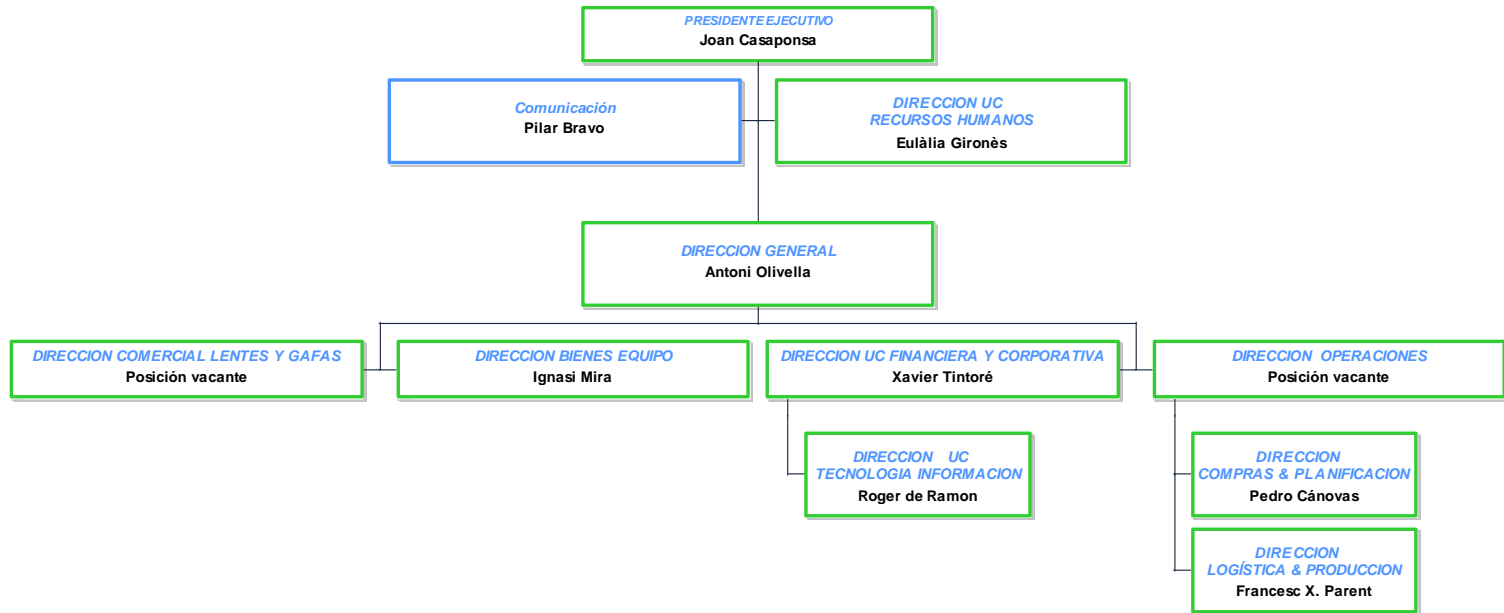 PRESIDENTE EJECUTIVO
Joan Casaponsa
Comunicación
Pilar Bravo
DIRECCION UC
RECURSOS HUMANOS
Eulàlia Gironès
DIRECCION GENERAL
Antoni Olivella
DIRECCION COMERCIAL LENTES Y GAFAS
Posición vacante
DIRECCION BIENES EQUIPO
Ignasi Mira
DIRECCION UC FINANCIERA Y CORPORATIVA
Xavier Tintoré
DIRECCION OPERACIONES
Posición vacante
DIRECCION UC
TECNOLOGIA INFORMACION
Roger de Ramon
DIRECCION
COMPRAS & PLANIFICACION
Pedro Cánovas
DIRECCION
LOGÍSTICA & PRODUCCION
Francesc X. Parent